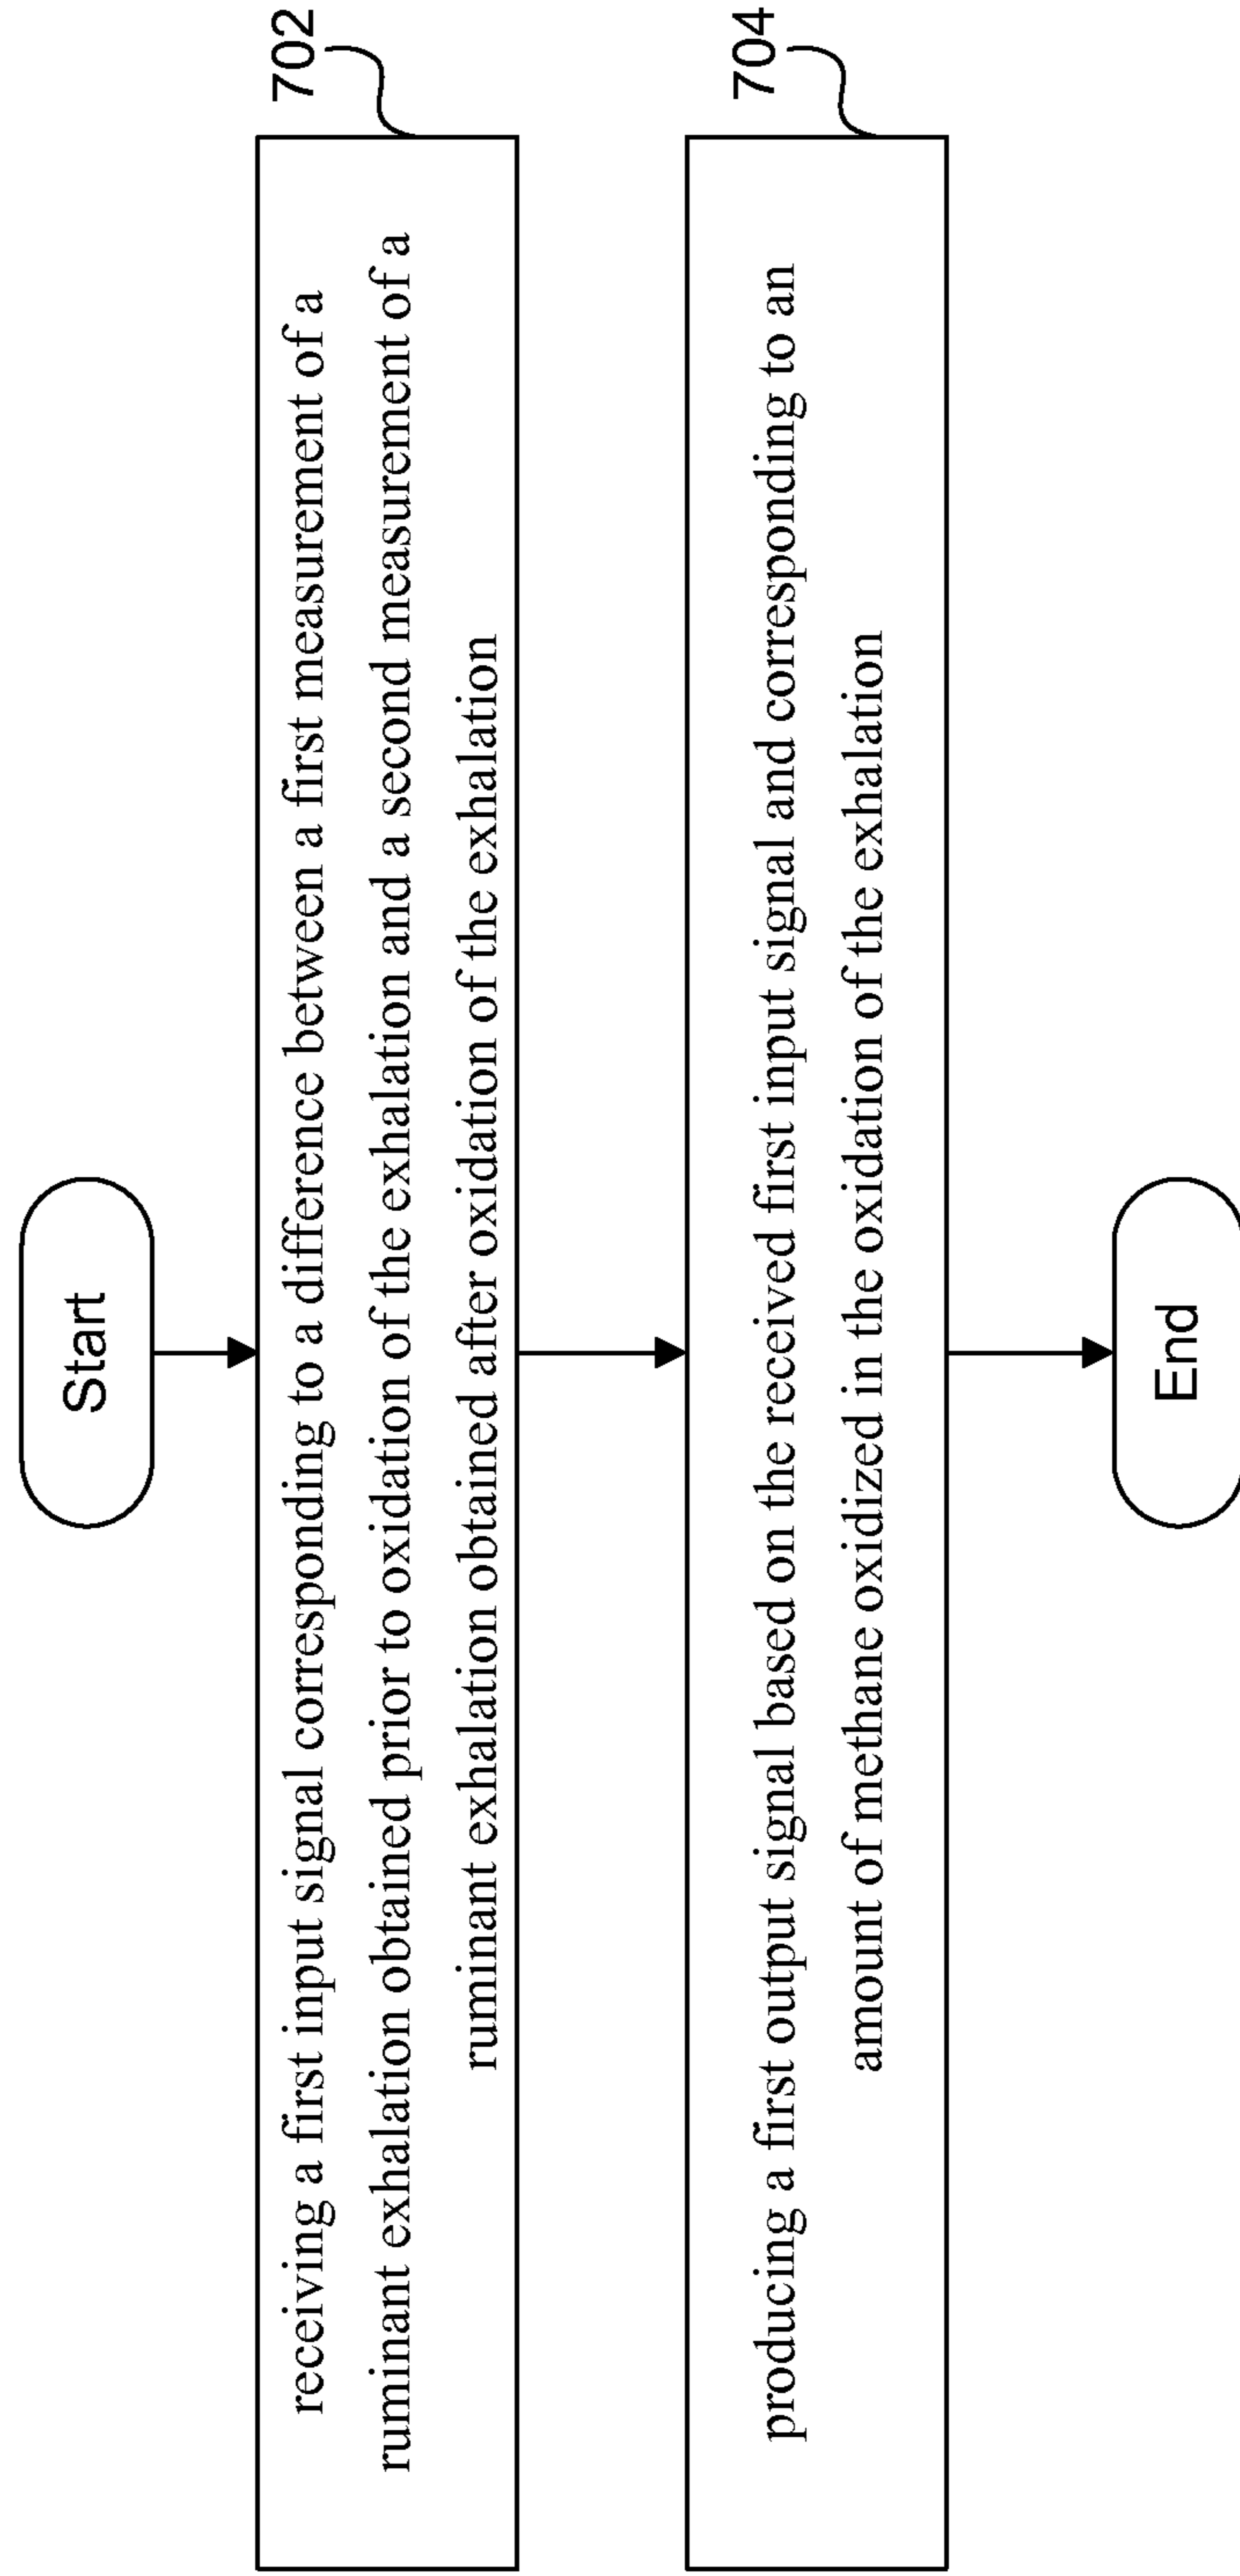 Start
702
receiving a first input signal corresponding to a difference between a first measurement of a
ruminant exhalation obtained prior to oxidation of the exhalation and a second measurement of a
ruminant exhalation obtained after oxidation of the exhalation
704
producing a first output signal based on the received first input signal and corresponding to an
amount of methane oxidized in the oxidation of the exhalation
End